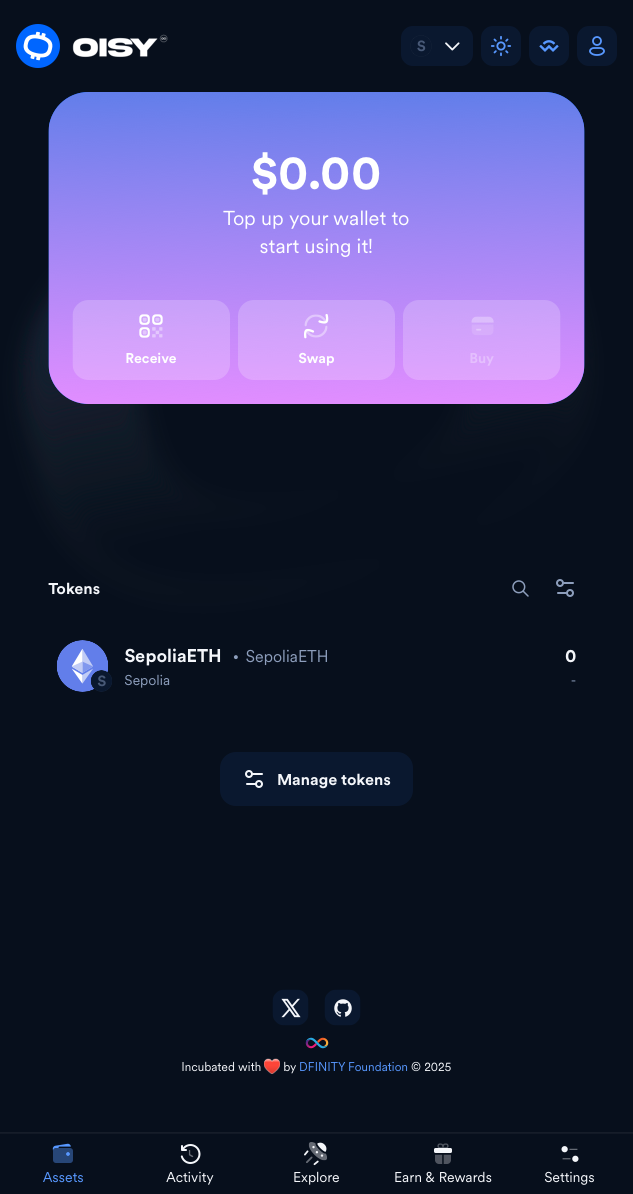 OISY
S
$0.00
Top up your wallet to
start using it!
Receive
Swap
Buy
Tokens
SepoliaETH • SepoliaETH
0
S
Sepolia
-
Manage tokens
Incubated with ❤️ by DFINITY Foundation © 2025
Assets
Activity
Explore
Earn & Rewards
Settings